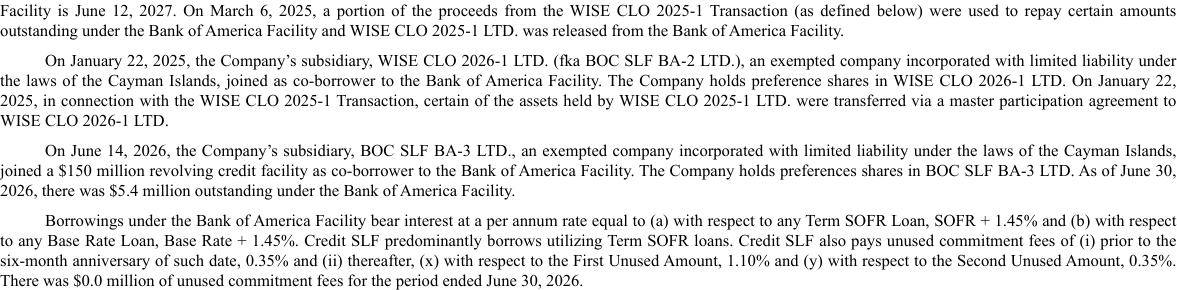 Facility is June 12, 2027. On March 6, 2025, a portion of the proceeds from the WISE CLO 2025-1 Transaction (as defined below) were used to repay certain amounts
outstanding under the Bank of America Facility and WISE CLO 2025-1 LTD. was released from the Bank of America Facility.
On January 22, 2025, the Company's subsidiary, WISE CLO 2026-1 LTD. (fka BOC SLF BA-2 LTD.), an exempted company incorporated with limited liability under
the laws of the Cayman Islands, joined as co-borrower to the Bank of America Facility. The Company holds preference shares in WISE CLO 2026-1 LTD. On January 22,
2025, in connection with the WISE CLO 2025-1 Transaction, certain of the assets held by WISE CLO 2025-1 LTD. were transferred via a master participation agreement to
WISE CLO 2026-1 LTD.
On June 14, 2026, the Company's subsidiary, BOC SLF BA-3 LTD., an exempted company incorporated with limited liability under the laws of the Cayman Islands,
joined a $150 million revolving credit facility as co-borrower to the Bank of America Facility. The Company holds preferences shares in BOC SLF BA-3 LTD. As of June 30,
2026, there was $5.4 million outstanding under the Bank of America Facility.
Borrowings under the Bank of America Facility bear interest at a per annum rate equal to (a) with respect to any Term SOFR Loan, SOFR + 1.45% and (b) with respect
to any Base Rate Loan, Base Rate + 1.45%. Credit SLF predominantly borrows utilizing Term SOFR loans. Credit SLF also pays unused commitment fees of (i) prior to the
six-month anniversary of such date, 0.35% and (ii) thereafter, (x) with respect to the First Unused Amount, 1.10% and (y) with respect to the Second Unused Amount, 0.35%.
There was $0.0 million of unused commitment fees for the period ended June 30, 2026.